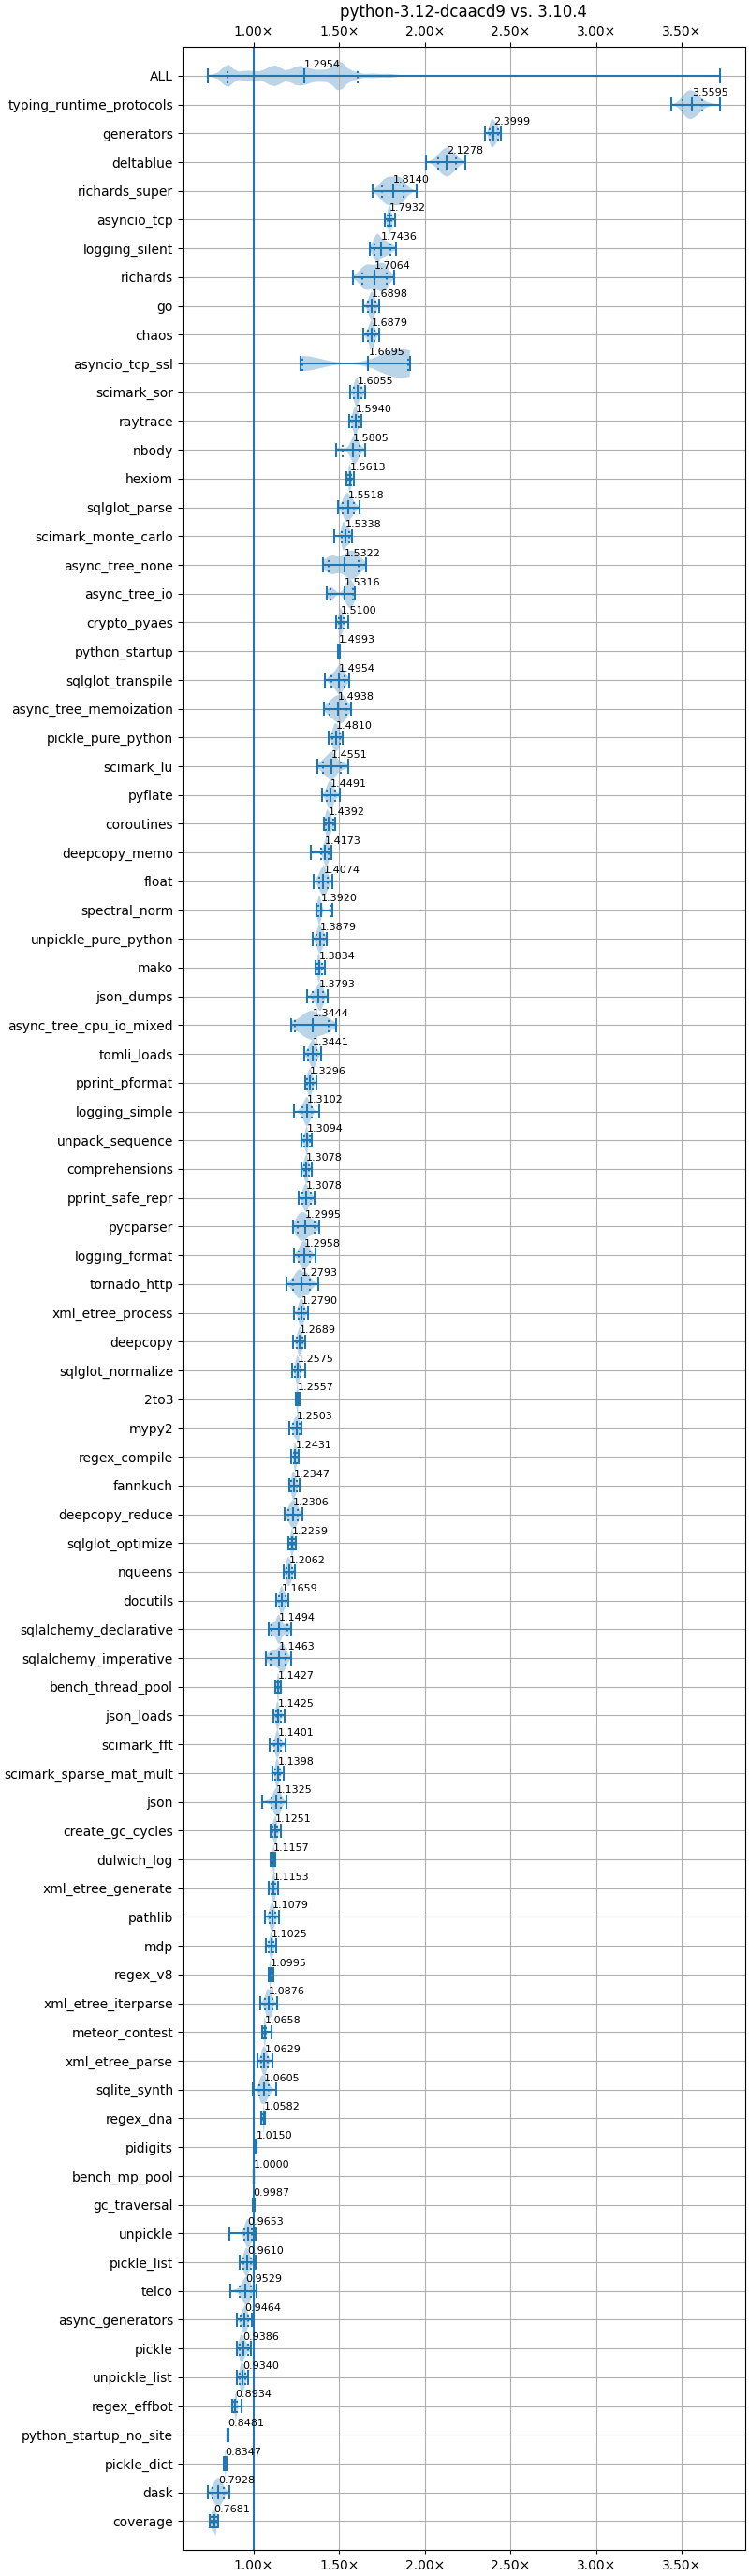 python-3.12-dcaacd9 vs. 3.10.4
1.00× 1.50× 2.00× 2.50× 3.00× 3.50×
ALL 1.2954
typing_runtime_protocols 3.5595
generators 2.3999
deltablue 2.1278
richards_super 1.8140
asyncio_tcp 1.7932
logging_silent 1.7436
richards 1.7064
go 1.6898
chaos 1.6879
asyncio_tcp_ssl 1.6695
scimark_sor 1.6055
raytrace 1.5940
nbody 1.5805
hexiom 1.5613
sqlglot_parse 1.5518
scimark_monte_carlo 1.5338
async_tree_none 1.5322
async_tree_io 1.5316
crypto_pyaes 1.5100
python_startup 1.4993
sqlglot_transpile 1.4954
async_tree_memoization 1.4938
pickle_pure_python 1.4810
scimark_lu 1.4551
pyflate 1.4491
coroutines 1.4392
deepcopy_memo 1.4173
float 1.4074
spectral_norm 1.3920
unpickle_pure_python 1.3879
mako 1.3834
json_dumps 1.3793
async_tree_cpu_io_mixed 1.3444
tomli_loads 1.3441
pprint_pformat 1.3296
logging_simple 1.3102
unpack_sequence 1.3094
comprehensions 1.3078
pprint_safe_repr 1.3078
pycparser 1.2995
logging_format 1.2958
tornado_http 1.2793
xml_etree_process 1.2790
deepcopy 1.2689
sqlglot_normalize 1.2575
2to3 1.2557
mypy2 1.2503
regex_compile 1.2431
fannkuch 1.2347
deepcopy_reduce 1.2306
sqlglot_optimize 1.2259
nqueens 1.2062
docutils 1.1659
sqlalchemy_declarative 1.1494
sqlalchemy_imperative 1.1463
bench_thread_pool 1.1427
json_loads 1.1425
scimark_fft 1.1401
scimark_sparse_mat_mult 1.1398
json 1.1325
create_gc_cycles 1.1251
dulwich_log 1.1157
xml_etree_generate 1.1153
pathlib 1.1079
mdp 1.1025
regex_v8 1.0995
xml_etree_iterparse 1.0876
meteor_contest 1.0658
xml_etree_parse 1.0629
sqlite_synth 1.0605
regex_dna 1.0582
pidigits 1.0150
bench_mp_pool 1.0000
gc_traversal 0.9987
unpickle 0.9653
pickle_list 0.9610
telco 0.9529
async_generators 0.9464
pickle 0.9386
unpickle_list 0.9340
regex_effbot 0.8934
python_startup_no_site 0.8481
pickle_dict 0.8347
dask 0.7928
coverage 0.7681
1.00× 1.50× 2.00× 2.50× 3.00× 3.50×